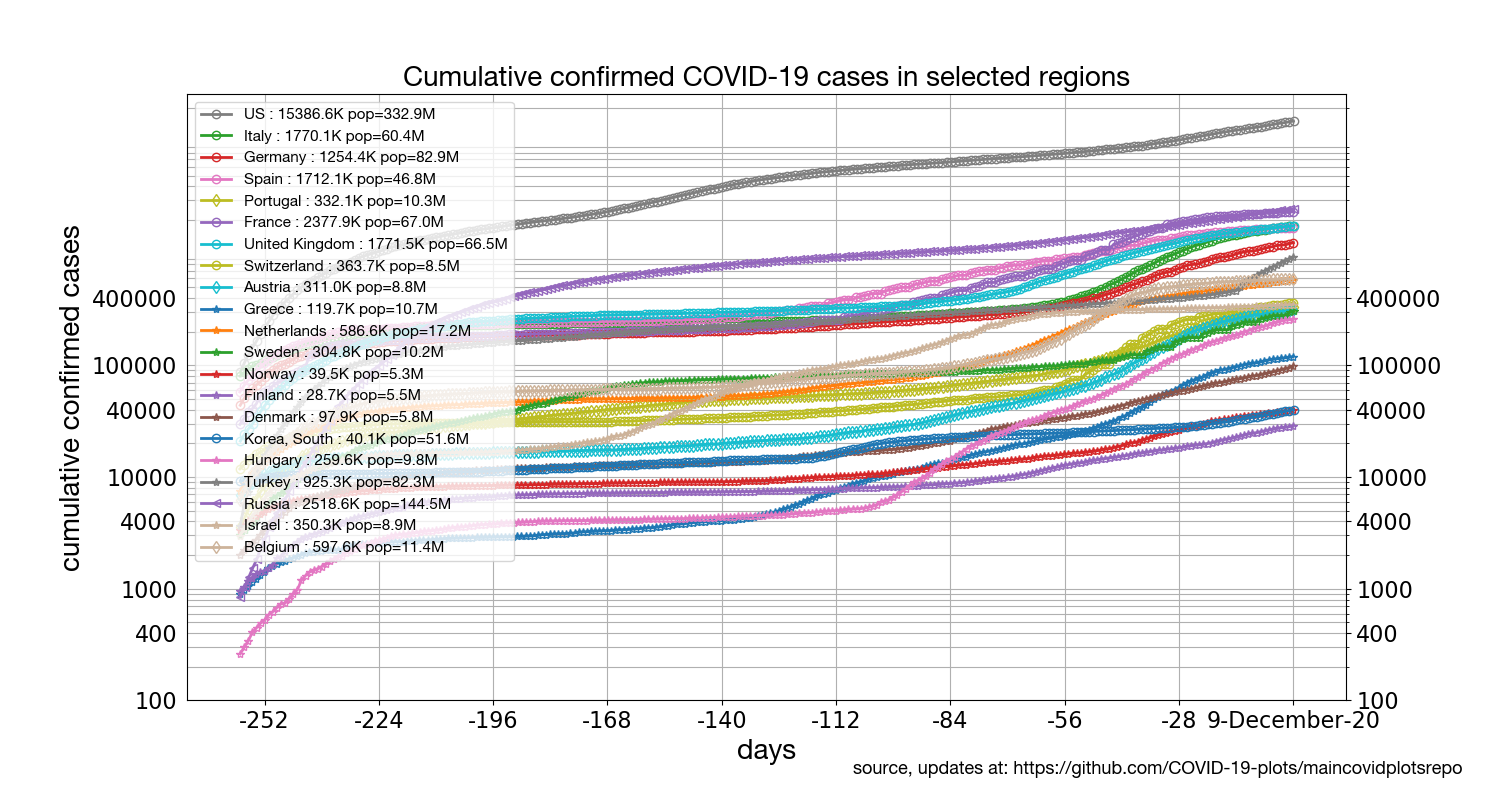 Cumulative confirmed COVID-19 cases in selected regions
US : 15386.6K pop=332.9M
Italy : 1770.1K pop=60.4M
Germany : 1254.4K pop=82.9M
Spain : 1712.1K pop=46.8M
Portugal : 332.1K pop=10.3M
France : 2377.9K pop=67.0M
United Kingdom : 1771.5K pop=66.5M
Switzerland : 363.7K pop=8.5M
Austria : 311.0K pop=8.8M
Greece : 119.7K pop=10.7M
Netherlands : 586.6K pop=17.2M
Sweden : 304.8K pop=10.2M
Norway : 39.5K pop=5.3M
Finland : 28.7K pop=5.5M
Denmark : 97.9K pop=5.8M
Korea, South : 40.1K pop=51.6M
Hungary : 259.6K pop=9.8M
Turkey : 925.3K pop=82.3M
Russia : 2518.6K pop=144.5M
Israel : 350.3K pop=8.9M
Belgium : 597.6K pop=11.4M
cumulative confirmed cases
400000
100000
40000
10000
4000
1000
400
100
400000
100000
40000
10000
4000
1000
400
100
-252 -224 -196 -168 -140 -112 -84 -56 -28 9-December-20
days
source, updates at: https://github.com/COVID-19-plots/maincovidplotsrepo